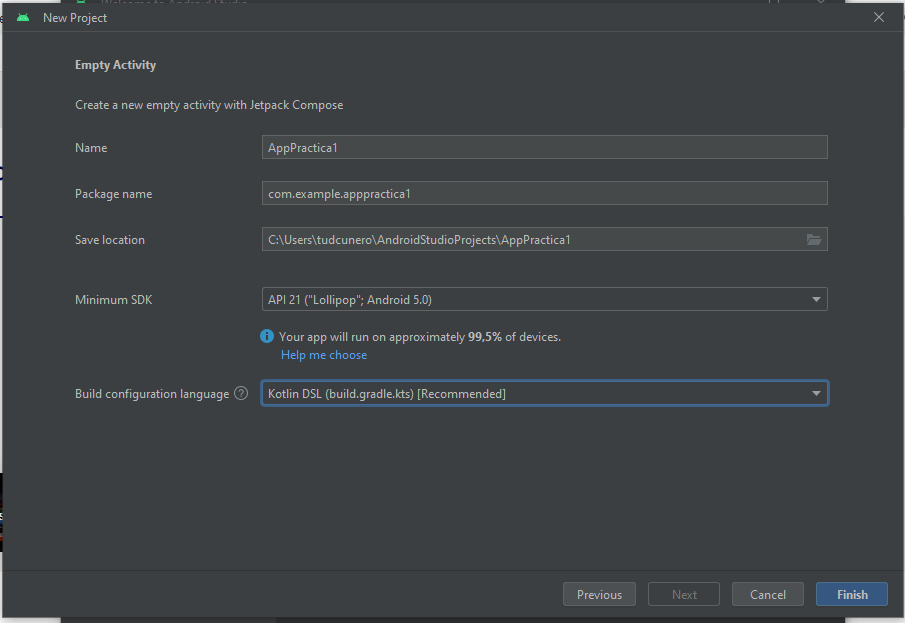 New Project
Empty Activity
Create a new empty activity with Jetpack Compose
Name AppPractica1
Package name com.example.apppractica1
Save location C:\Users\tudcunero\AndroidStudioProjects\AppPractica1
Minimum SDK API 21 ("Lollipop"; Android 5.0)
Your app will run on approximately 99,5% of devices.
Help me choose
Build configuration language Kotlin DSL (build.gradle.kts) [Recommended]
Previous Next Cancel Finish